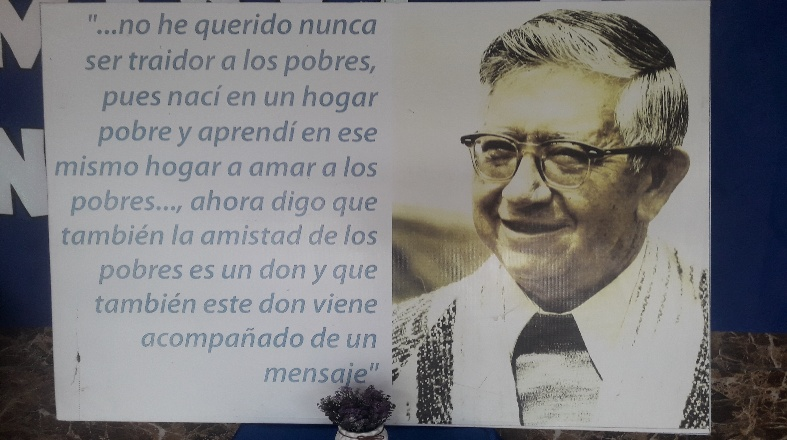 "...no he querido nunca
ser traidor a los pobres,
pues nací en un hogar
pobre y aprendí en ese
mismo hogar a amar a los
pobres..., ahora digo que
también la amistad de los
pobres es un don y que
también este don viene
acompañado de un
mensaje"